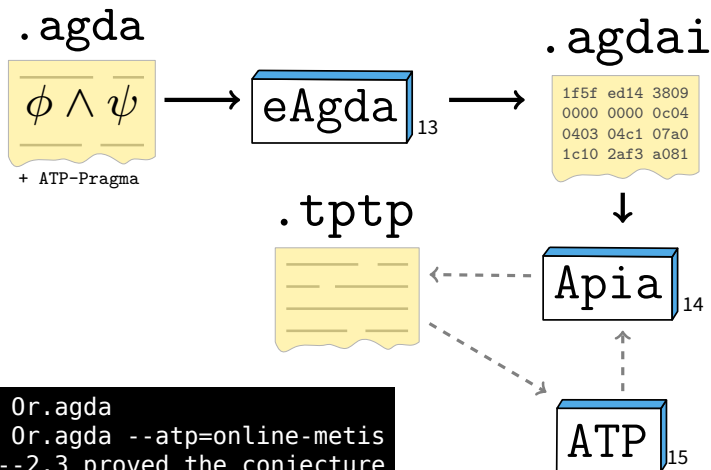 .agda
.agdai
ϕ ∧ ψ
eAgda
13
1f5f ed14 3809
0000 0000 0c04
0403 04c1 07a0
1c10 2af3 a081
+ ATP-Pragma
.tptp
Apia
14
Or.agda
Or.agda --atp=online-metis
--2.3 proved the conjecture
ATP
15